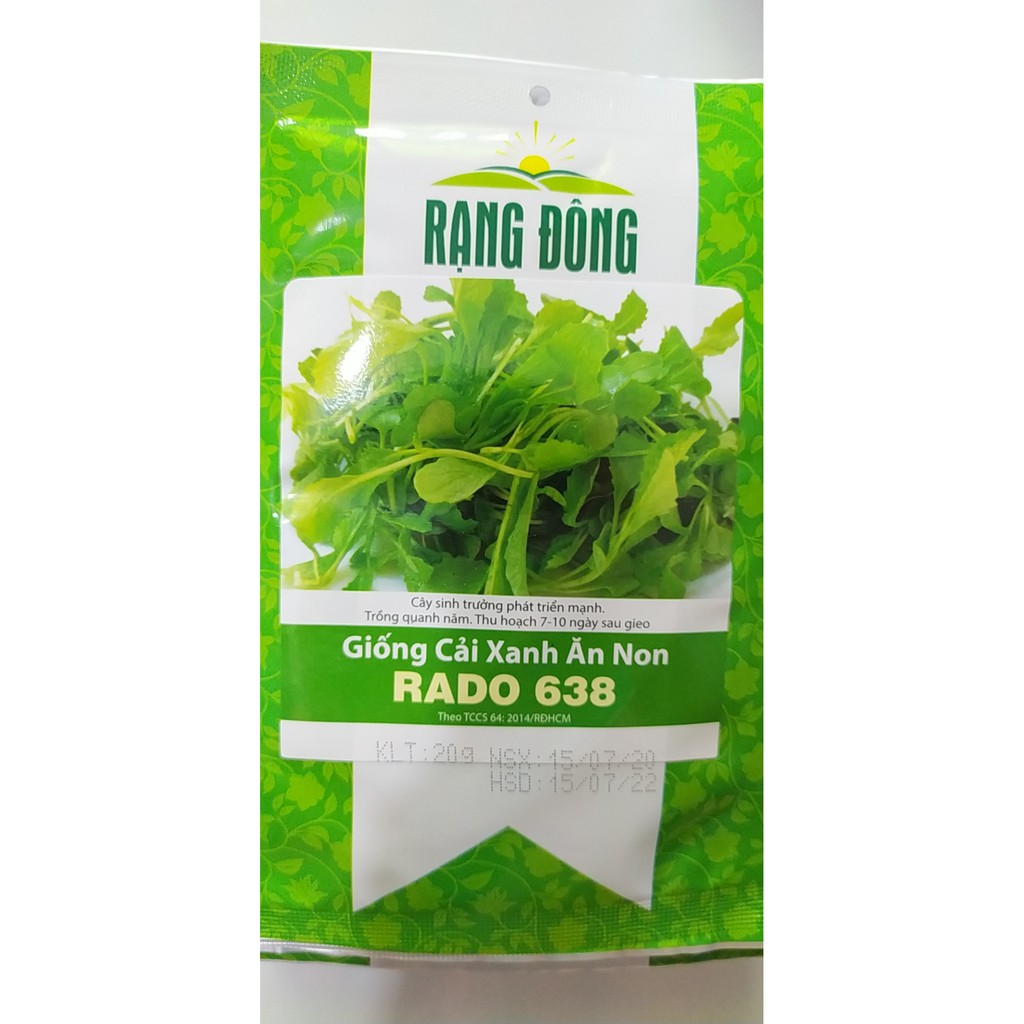 RẠNG ĐÔNG
Cây sinh trưởng phát triển mạnh.
Trồng quanh năm. Thu hoạch 7-10 ngày sau gieo
Giống Cải Xanh Ăn Non
RADO 638
Theo TCCS 64: 2014/RĐHCM
KLT:20g NSX:15/07/20
HSD:15/07/22